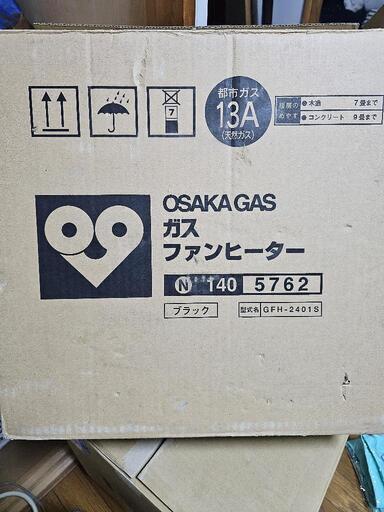 7
都市ガス
13A
(天然ガス)
暖房の
めやす
●木造 7畳まで
●コンクリート 9畳まで
OSAKA GAS
ガス
ファンヒーター
N 140 5762
ブラック
型式名 GFH-2401S